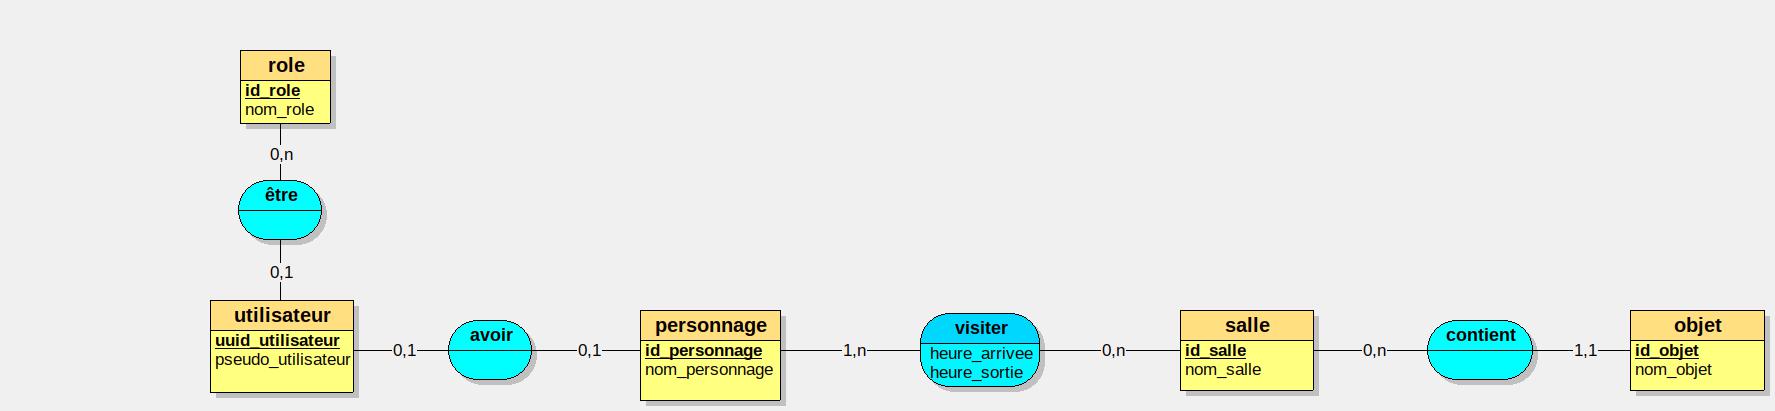 role
id_role
nom_role
0,n
être
0,1
utilisateur
uuid_utilisateur
pseudo_utilisateur
0,1
avoir
0,1
personnage
id_personnage
nom_personnage
1,n
visiter
heure_arrivee
heure_sortie
0,n
salle
id_salle
nom_salle
0,n
contient
1,1
objet
id_objet
nom_objet